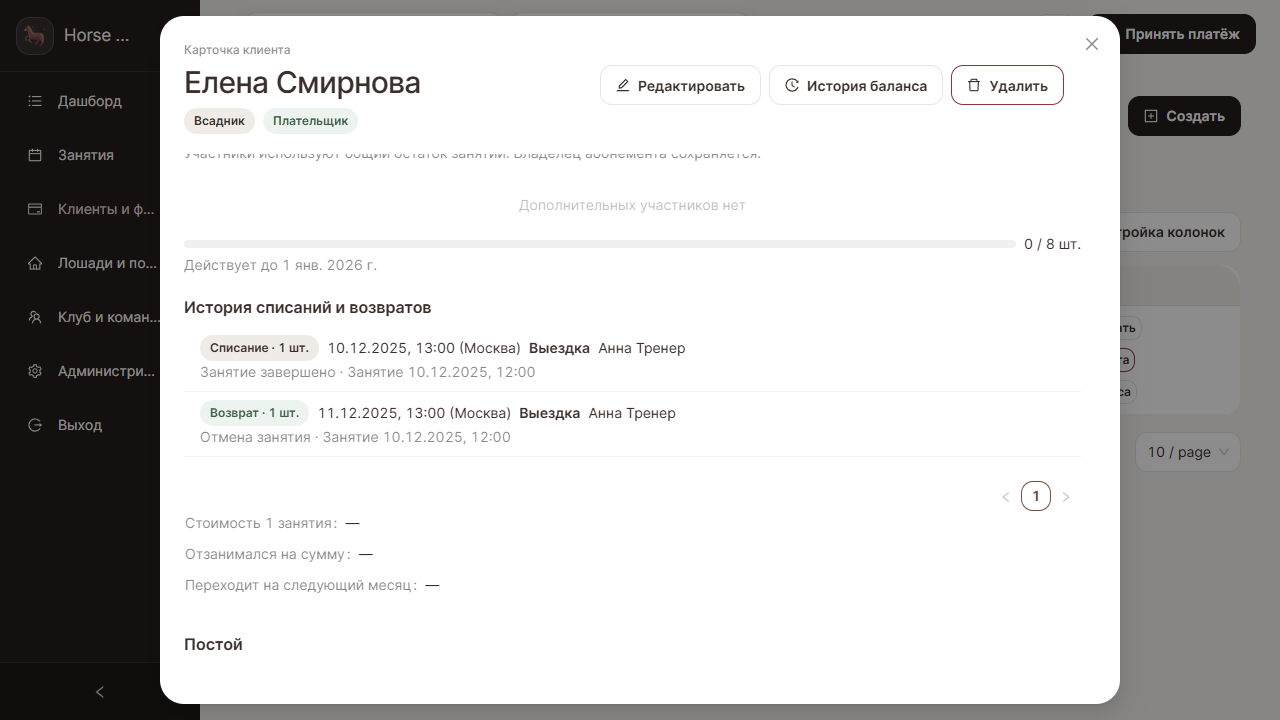 Horse ...
Дашборд
Занятия
Клиенты и ф...
Лошади и по...
Клуб и коман...
Администри...
Выход
Карточка клиента
Елена Смирнова
Редактировать
История баланса
Удалить
Всадник
Плательщик
Участники используют общий остаток занятий. Владелец абонемента сохраняется.
Дополнительных участников нет
0 / 8 шт.
Действует до 1 янв. 2026 г.
История списаний и возвратов
Списание · 1 шт. 10.12.2025, 13:00 (Москва) Выездка Анна Тренер
Занятие завершено · Занятие 10.12.2025, 12:00
Возврат · 1 шт. 11.12.2025, 13:00 (Москва) Выездка Анна Тренер
Отмена занятия · Занятие 10.12.2025, 12:00
1
Стоимость 1 занятия: —
Отзанимался на сумму: —
Переходит на следующий месяц: —
Постой
Принять платёж
Создать
тройка колонок
ть
та
са
10 / page